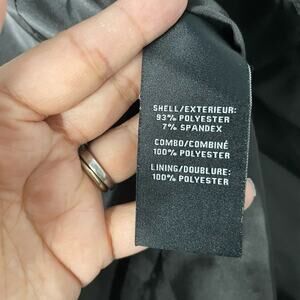 SHELL/EXTERIEUR:
93% POLYESTER
7% SPANDEX
COMBO/COMBINÉ
100% POLYESTER
LINING/DOUBLURE:
100% POLYESTER